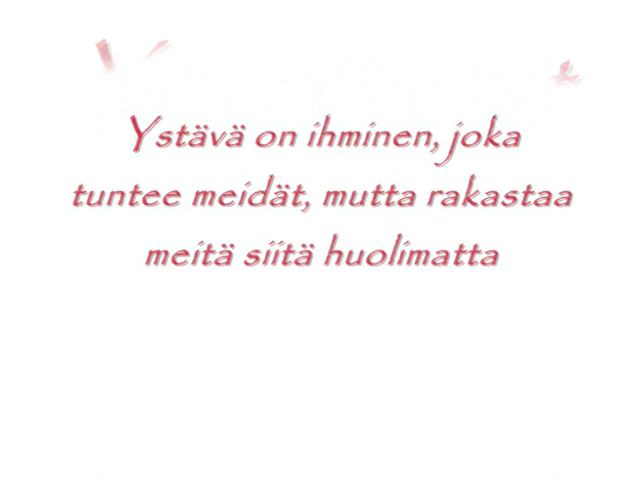 Ystävä on ihminen, joka
tuntee meidät, mutta rakastaa
meitä siitä huolimatta